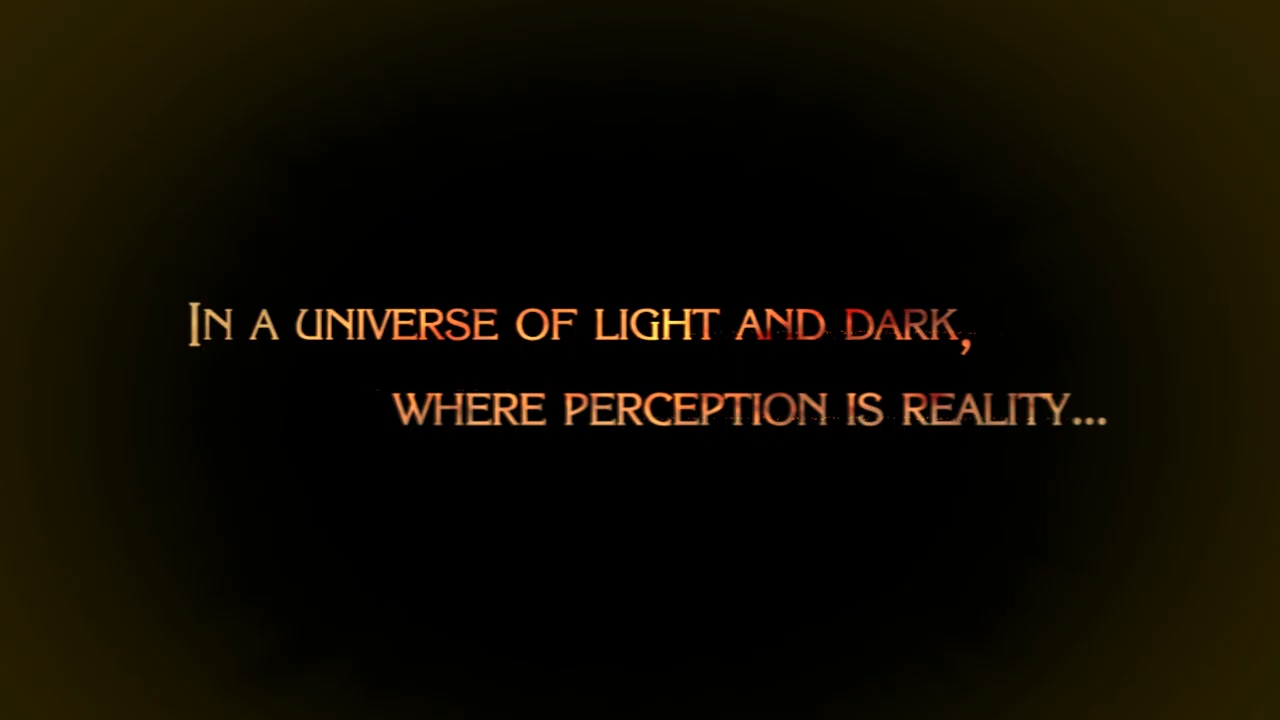 In a universe of light and dark,
where perception is reality...